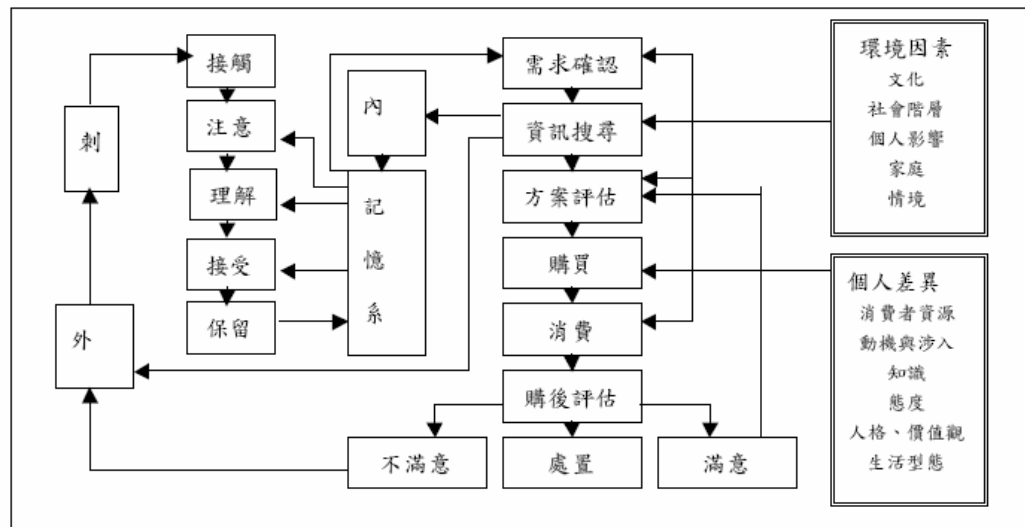 刺
外
接觸
注意
理解
接受
保留
內
記
憶
系
需求確認
資訊搜尋
方案評估
購買
消費
購後評估
不滿意
處置
滿意
環境因素
文化
社會階層
個人影響
家庭
情境
個人差異
消費者資源
動機與涉入
知識
態度
人格、價值觀
生活型態